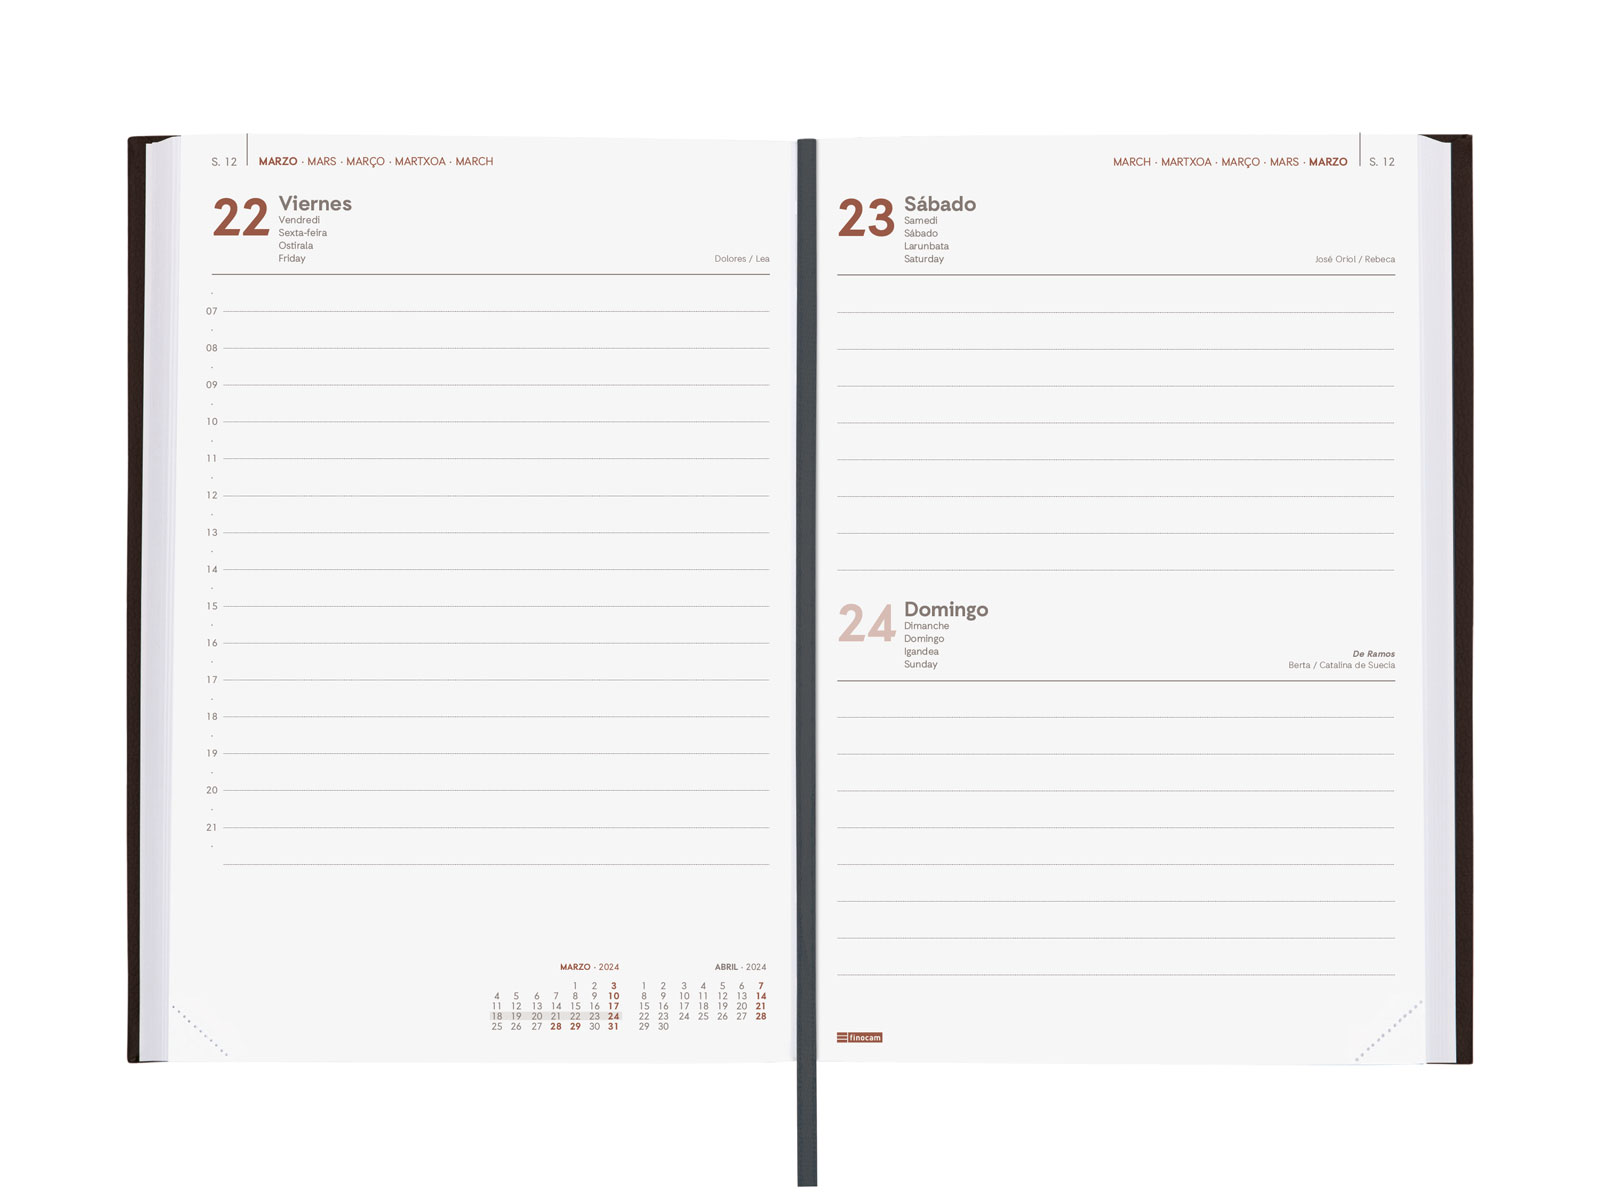 S. 12 MARZO · MARS · MARÇO · MARTXOA · MARCH
22 Viernes
Vendredi
Sexta-feira
Ostirala
Friday
Dolores / Lea
07
08
09
10
11
12
13
14
15
16
17
18
19
20
21
MARZO · 2024
1 2 3
4 5 6 7 8 9 10
11 12 13 14 15 16 17
18 19 20 21 22 23 24
25 26 27 28 29 30 31
ABRIL · 2024
1 2 3 4 5 6 7
8 9 10 11 12 13 14
15 16 17 18 19 20 21
22 23 24 25 26 27 28
29 30
MARCH · MARTXOA · MARÇO · MARS · MARZO S. 12
23 Sábado
Samedi
Sábado
Larunbata
Saturday
José Oriol / Rebeca
24 Domingo
Dimanche
Domingo
Igandea
Sunday
De Ramos
Berta / Catalina de Suecia
finocam